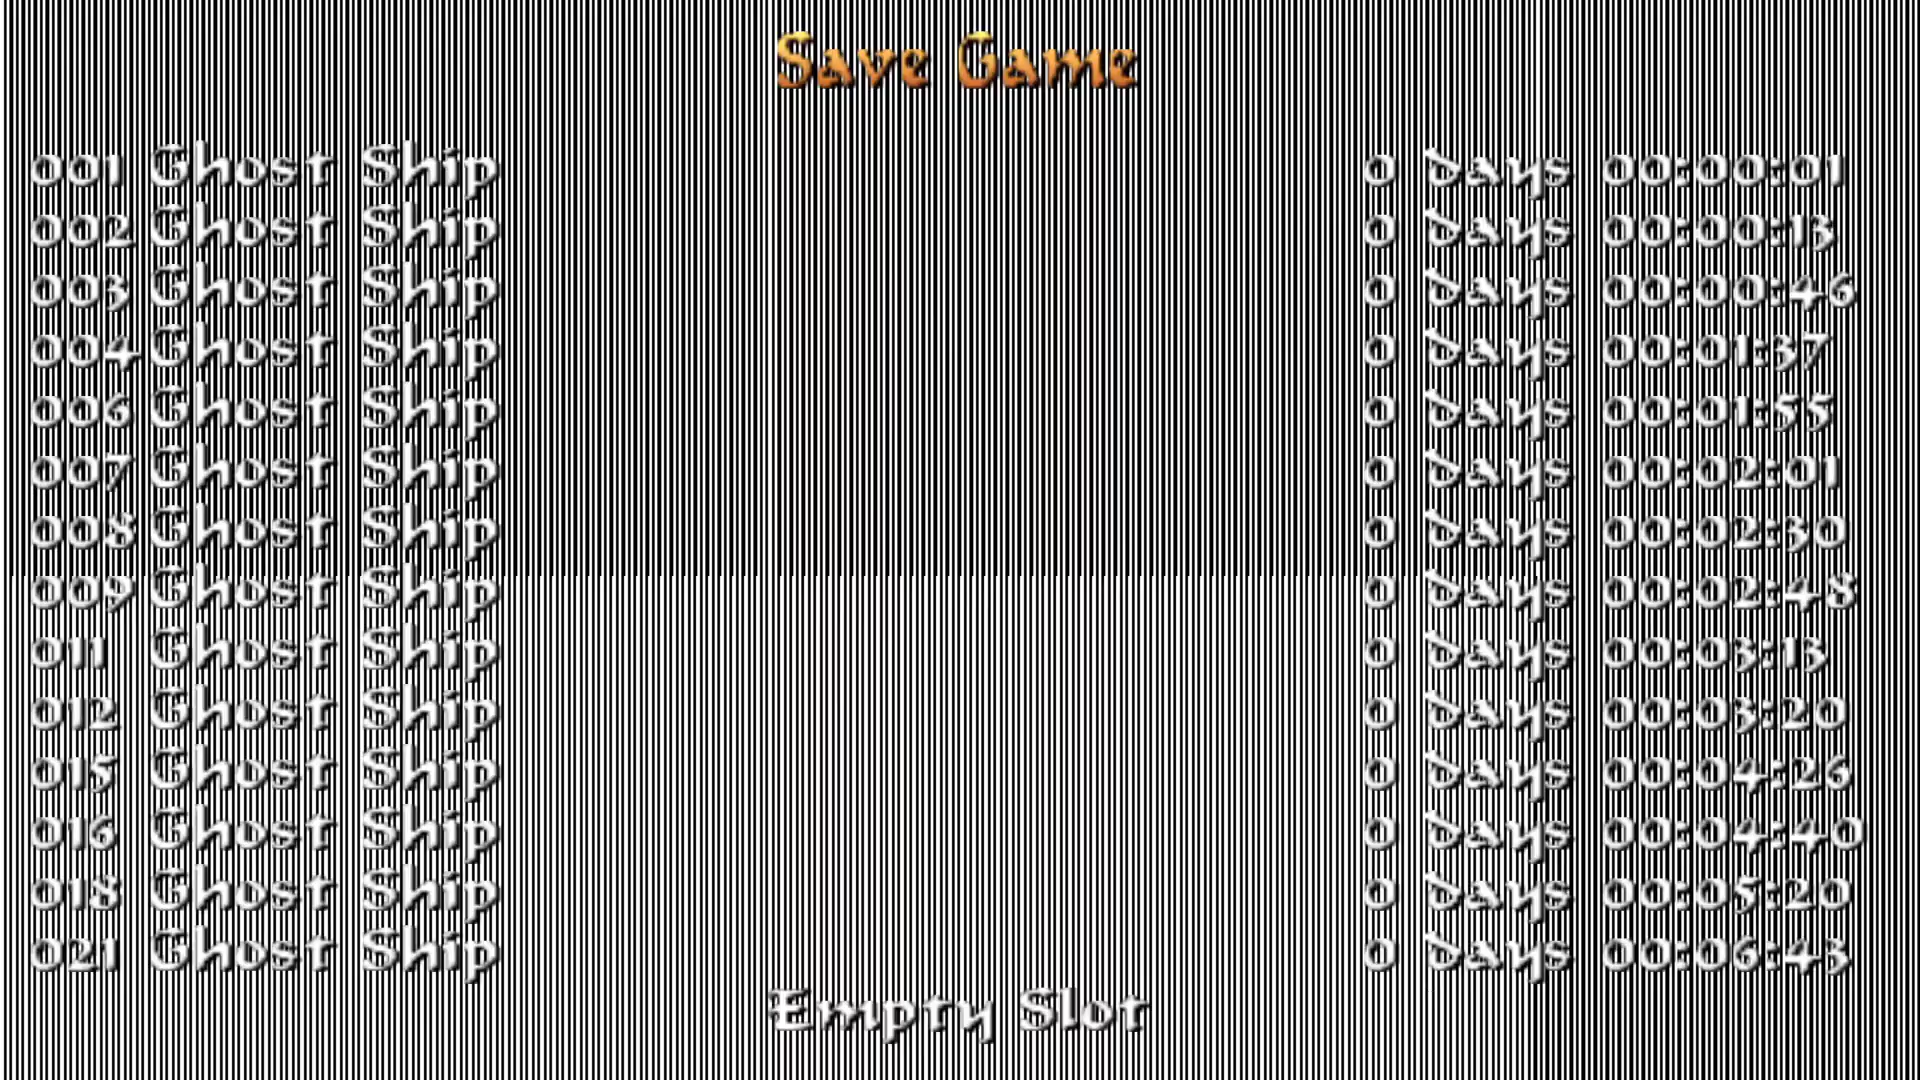 Save Game
001 Ghost Ship 0 Days 00:00:01
002 Ghost Ship 0 Days 00:00:13
003 Ghost Ship 0 Days 00:00:46
004 Ghost Ship 0 Days 00:01:37
006 Ghost Ship 0 Days 00:01:55
007 Ghost Ship 0 Days 00:02:01
008 Ghost Ship 0 Days 00:02:30
009 Ghost Ship 0 Days 00:02:48
011 Ghost Ship 0 Days 00:03:13
012 Ghost Ship 0 Days 00:03:20
015 Ghost Ship 0 Days 00:04:26
016 Ghost Ship 0 Days 00:04:40
018 Ghost Ship 0 Days 00:05:20
021 Ghost Ship 0 Days 00:06:43
Empty Slot